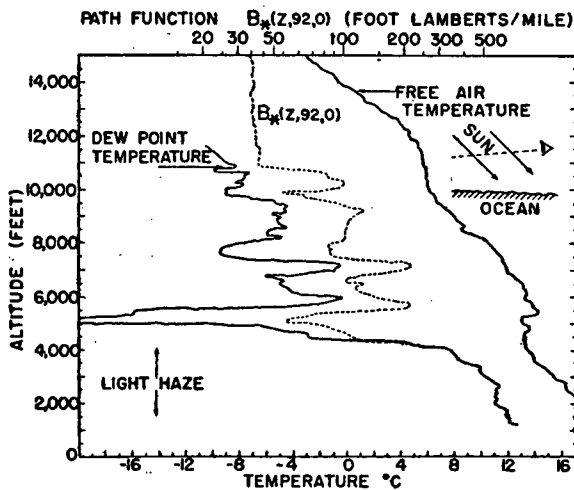 PATH FUNCTION B*(Z,92,0) (FOOT LAMBERTS/MILE)
20 30 40 50 100 200 300 500
14,000
12,000
10,000
8,000
6,000
4,000
2,000
0
ALTITUDE (FEET)
B*(Z,92,0)
FREE AIR
TEMPERATURE
SUN
OCEAN
DEW POINT
TEMPERATURE
LIGHT HAZE
-16 -12 -8 -4 0 4 8 12 16
TEMPERATURE °C